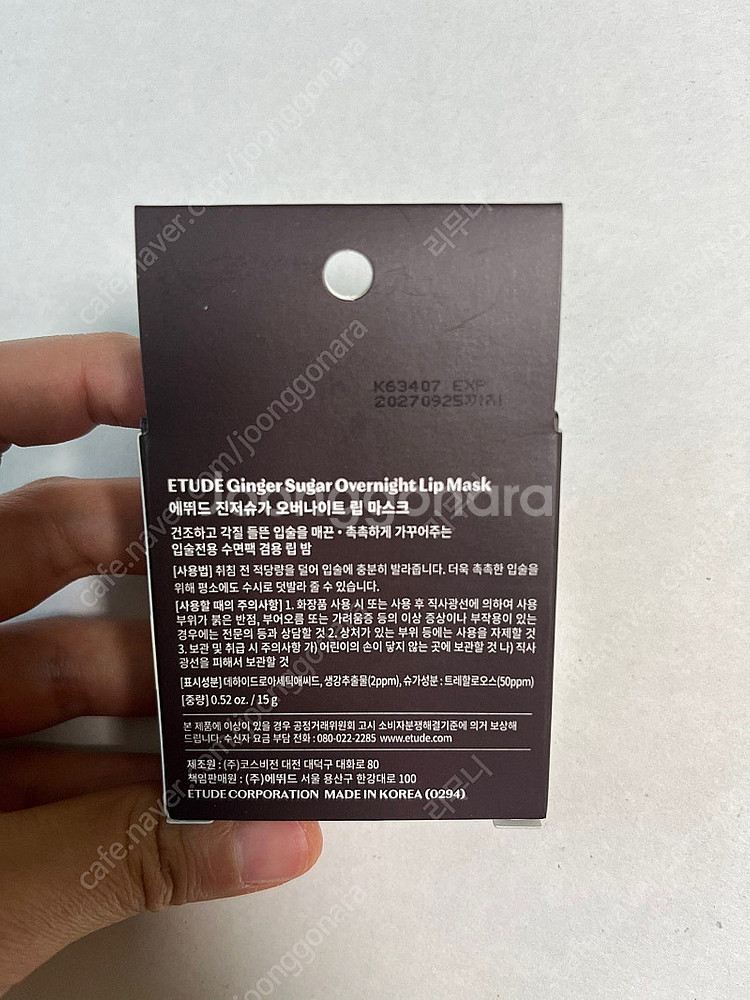 K63407 EXP
20270925까지
ETUDE Ginger Sugar Overnight Lip Mask
에뛰드 진저슈가 오버나이트 립 마스크
건조하고 각질 들뜬 입술을 매끈·촉촉하게 가꾸어주는
입술전용 수면팩 겸용 립 밤
[사용법] 취침 전 적당량을 덜어 입술에 충분히 발라줍니다. 더욱 촉촉한 입술을
위해 평소에도 수시로 덧발라 줄 수 있습니다.
[사용할 때의 주의사항] 1. 화장품 사용 시 또는 사용 후 직사광선에 의하여 사용
부위가 붉은 반점, 부어오름 또는 가려움증 등의 이상 증상이나 부작용이 있는
경우에는 전문의 등과 상담할 것 2. 상처가 있는 부위 등에는 사용을 자제할 것
3. 보관 및 취급 시 주의사항 가) 어린이의 손이 닿지 않는 곳에 보관할 것 나) 직사
광선을 피해서 보관할 것
[표시성분] 데하이드로아세틱애씨드, 생강추출물(2ppm), 슈가성분 : 트레할로오스(50ppm)
[중량] 0.52 oz. / 15 g
본 제품에 이상이 있을 경우 공정거래위원회 고시 소비자분쟁해결기준에 의거 보상해
드립니다. 수신자 요금 부담 전화 : 080-022-2285 www.etude.com
제조원 : (주)코스비전 대전 대덕구 대화로 80
책임판매원 : (주)에뛰드 서울 용산구 한강대로 100
ETUDE CORPORATION MADE IN KOREA (0294)
joonggonara
cafe.naver.com/joonggonara
리무니